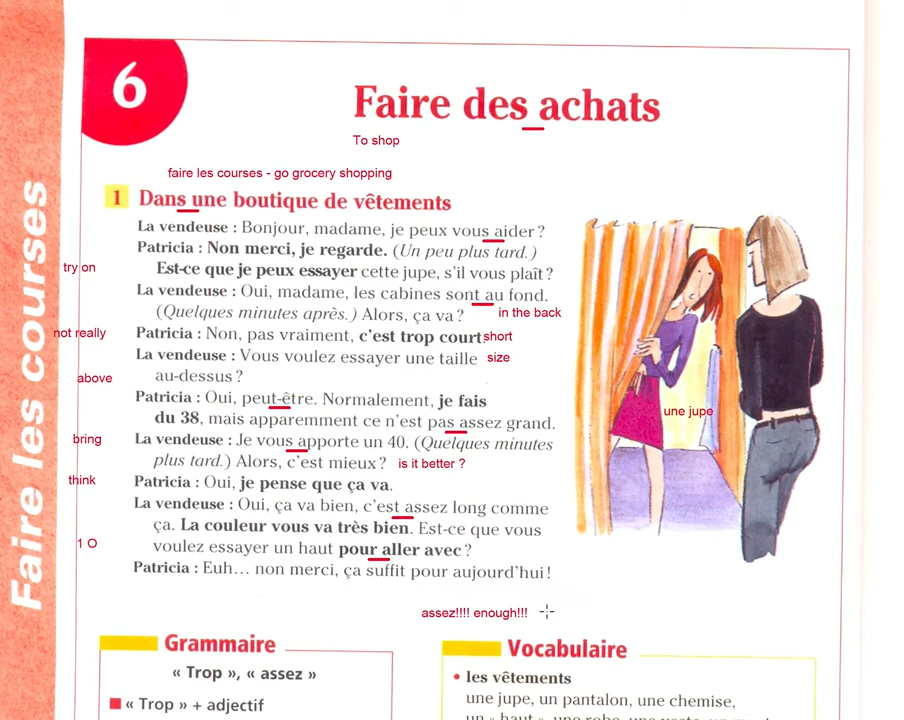 6
Faire des achats
To shop
faire les courses - go grocery shopping
1 Dans une boutique de vêtements
La vendeuse : Bonjour, madame, je peux vous aider ?
Patricia : Non merci, je regarde. (Un peu plus tard.)
try on
Est-ce que je peux essayer cette jupe, s'il vous plaît ?
La vendeuse : Oui, madame, les cabines sont au fond.
(Quelques minutes après.) Alors, ça va ?
in the back
not really
Patricia : Non, pas vraiment, c'est trop court
short
La vendeuse : Vous voulez essayer une taille
size
au-dessus ?
above
Patricia : Oui, peut-être. Normalement, je fais
du 38, mais apparemment ce n'est pas assez grand.
une jupe
bring
La vendeuse : Je vous apporte un 40. (Quelques minutes
plus tard.) Alors, c'est mieux ?
is it better ?
think
Patricia : Oui, je pense que ça va.
La vendeuse : Oui, ça va bien, c'est assez long comme
ça. La couleur vous va très bien. Est-ce que vous
1 O
voulez essayer un haut pour aller avec ?
Patricia : Euh... non merci, ça suffit pour aujourd'hui !
assez!!!! enough!!!
Faire les courses
Grammaire
« Trop », « assez »
« Trop » + adjectif
Vocabulaire
• les vêtements
une jupe, un pantalon, une chemise,